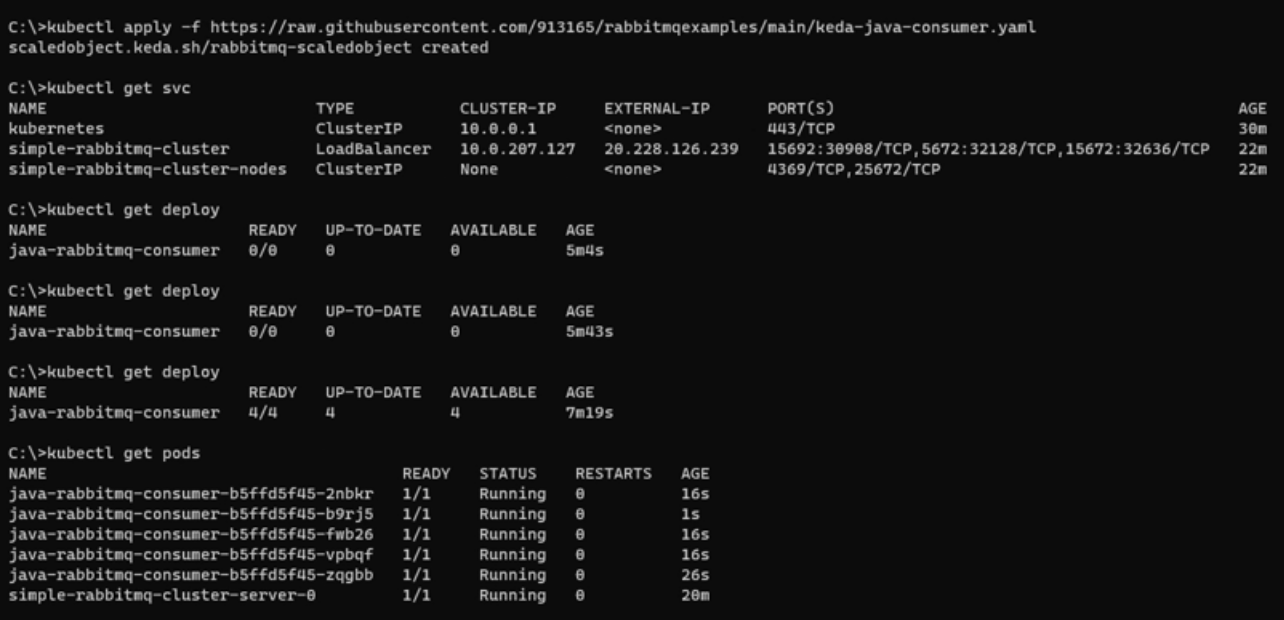 C:\>kubectl apply -f https://raw.githubusercontent.com/913165/rabbitmqexamples/main/keda-java-consumer.yaml
scaledobject.keda.sh/rabbitmq-scaledobject created
C:\>kubectl get svc
NAME TYPE CLUSTER-IP EXTERNAL-IP PORT(S) AGE
kubernetes ClusterIP 10.0.0.1 <none> 443/TCP 30m
simple-rabbitmq-cluster LoadBalancer 10.0.207.127 20.228.126.239 15692:30908/TCP,5672:32128/TCP,15672:32636/TCP 22m
simple-rabbitmq-cluster-nodes ClusterIP None <none> 4369/TCP,25672/TCP 22m
C:\>kubectl get deploy
NAME READY UP-TO-DATE AVAILABLE AGE
java-rabbitmq-consumer 0/0 0 0 5m4s
C:\>kubectl get deploy
NAME READY UP-TO-DATE AVAILABLE AGE
java-rabbitmq-consumer 0/0 0 0 5m43s
C:\>kubectl get deploy
NAME READY UP-TO-DATE AVAILABLE AGE
java-rabbitmq-consumer 4/4 4 4 7m19s
C:\>kubectl get pods
NAME READY STATUS RESTARTS AGE
java-rabbitmq-consumer-b5ffd5f45-2nbkr 1/1 Running 0 16s
java-rabbitmq-consumer-b5ffd5f45-b9rj5 1/1 Running 0 1s
java-rabbitmq-consumer-b5ffd5f45-fwb26 1/1 Running 0 16s
java-rabbitmq-consumer-b5ffd5f45-vpbqf 1/1 Running 0 16s
java-rabbitmq-consumer-b5ffd5f45-zqgbb 1/1 Running 0 26s
simple-rabbitmq-cluster-server-0 1/1 Running 0 20m